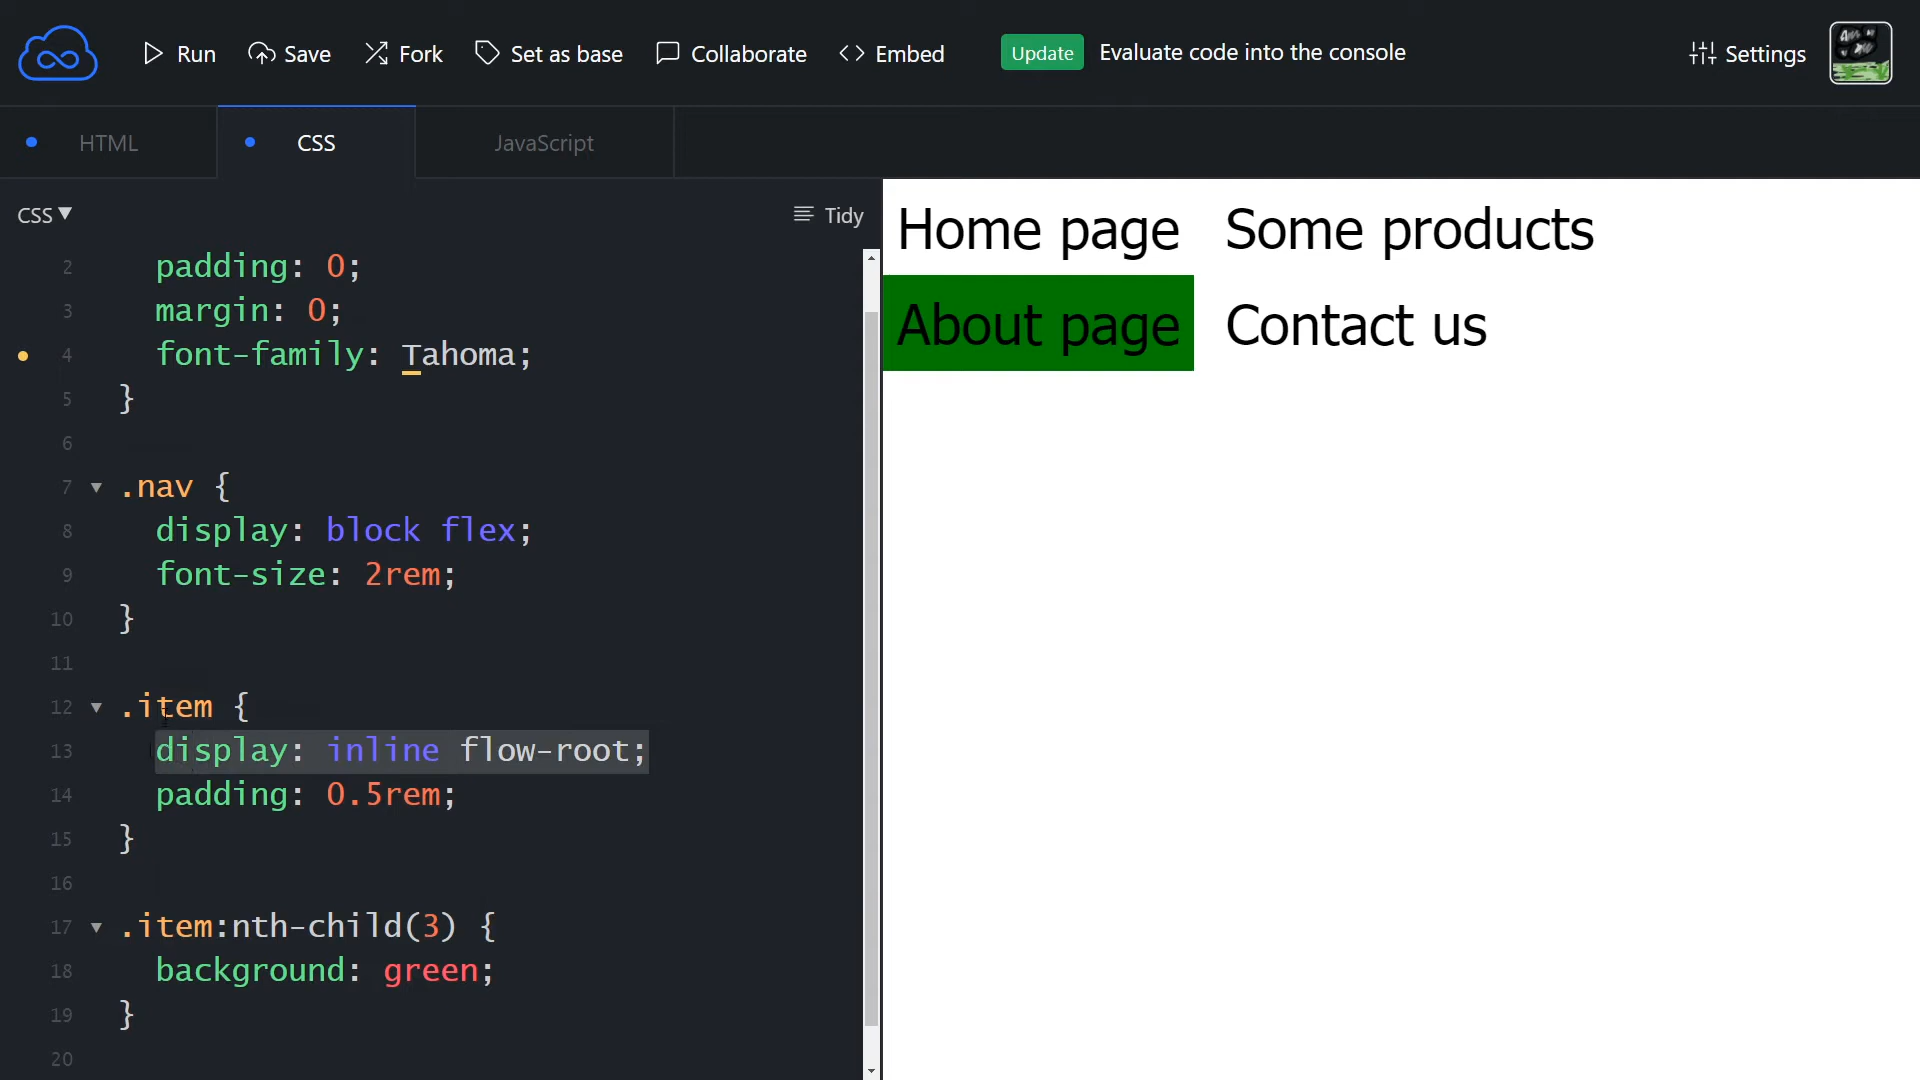 Run Save Fork Set as base Collaborate Embed Update Evaluate code into the console Settings
HTML CSS JavaScript
CSS▼ Tidy
2 padding: 0;
3 margin: 0;
4 font-family: Tahoma;
5 }
6
7 ▼ .nav {
8 display: block flex;
9 font-size: 2rem;
10 }
11
12 ▼ .item {
13 display: inline flow-root;
14 padding: 0.5rem;
15 }
16
17 ▼ .item:nth-child(3) {
18 background: green;
19 }
20
Home page Some products
About page Contact us